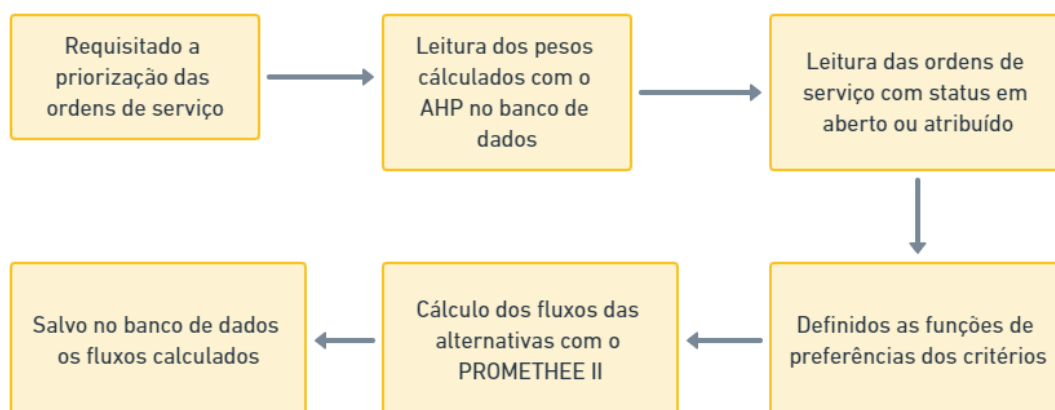 Requisitado a
priorização das
ordens de serviço
Leitura dos pesos
cálculados com o
AHP no banco de
dados
Leitura das ordens de
serviço com status em
aberto ou atribuído
Definidos as funções de
preferências dos critérios
Cálculo dos fluxos das
alternativas com o
PROMETHEE II
Salvo no banco de dados
os fluxos calculados